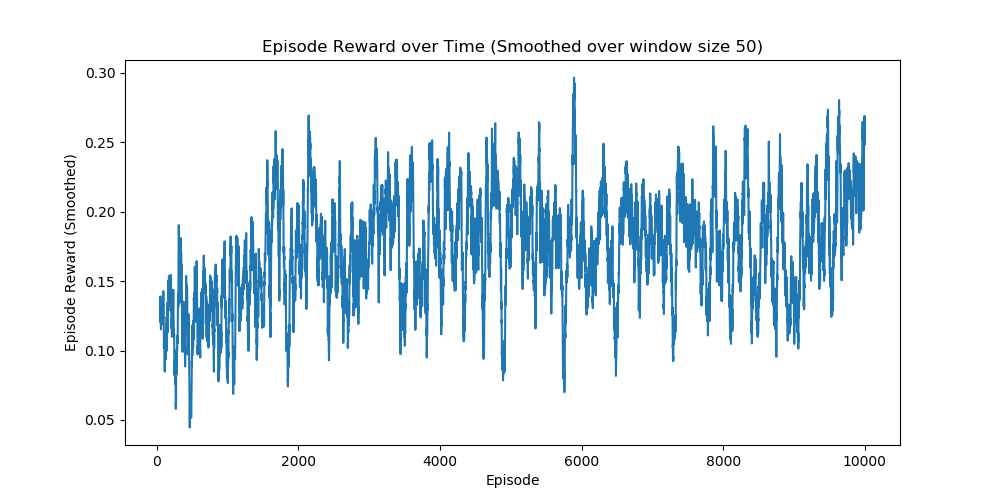 Episode Reward over Time (Smoothed over window size 50)
Episode Reward (Smoothed)
0.30
0.25
0.20
0.15
0.10
0.05
0 2000 4000 6000 8000 10000
Episode